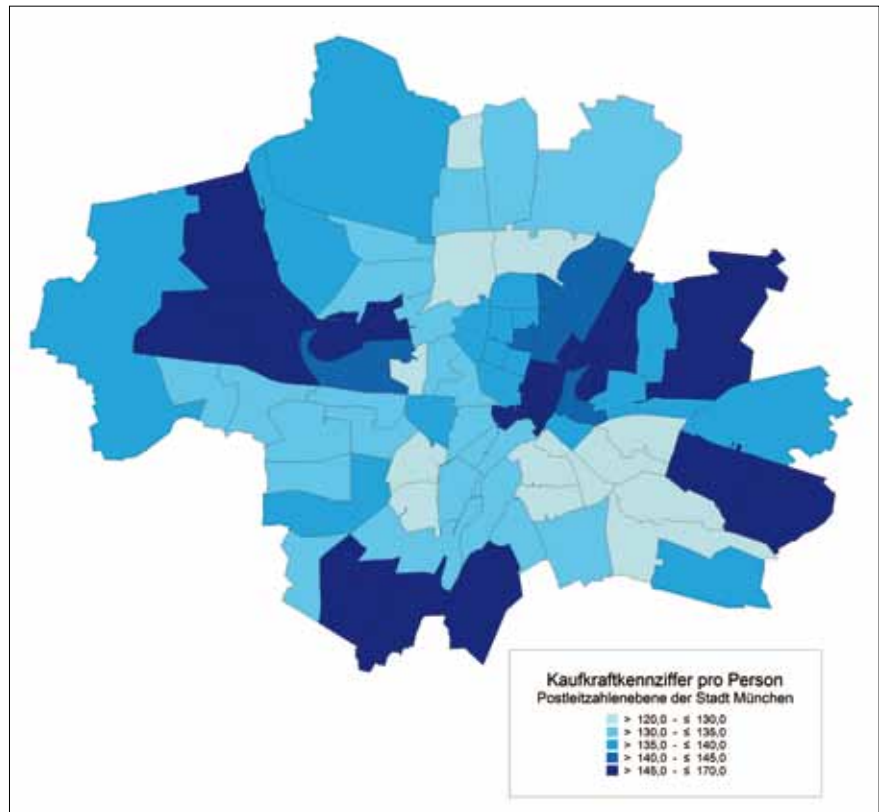 Kaufkraftkennziffer pro Person
Postleitzahlenebene der Stadt München
> 120,0 - ≤ 130,0
> 130,0 - ≤ 135,0
> 135,0 - ≤ 140,0
> 140,0 - ≤ 145,0
> 145,0 - ≤ 170,0